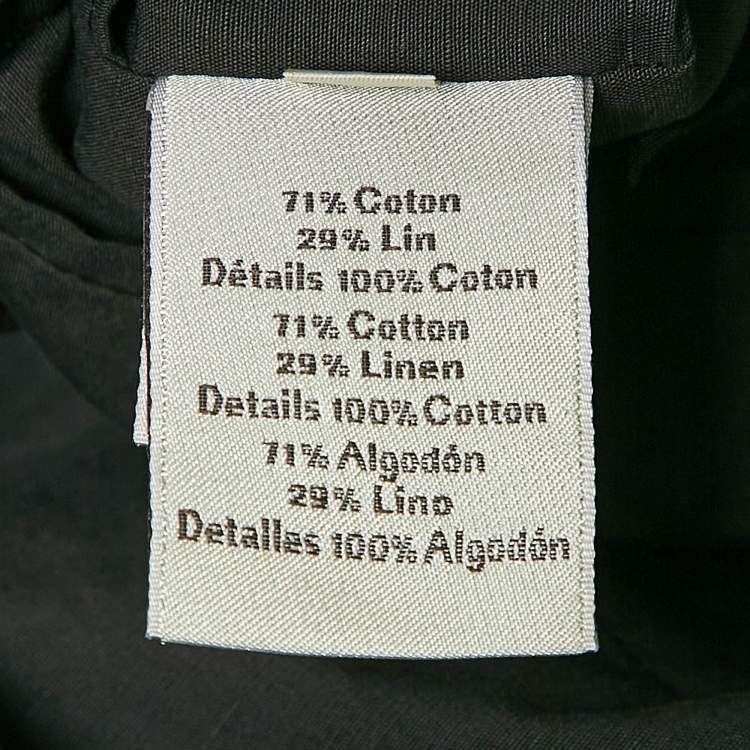 71% Coton
29% Lin
Détails 100% Coton
71% Cotton
29% Linen
Details 100% Cotton
71% Algodón
29% Lino
Detalles 100% Algodón